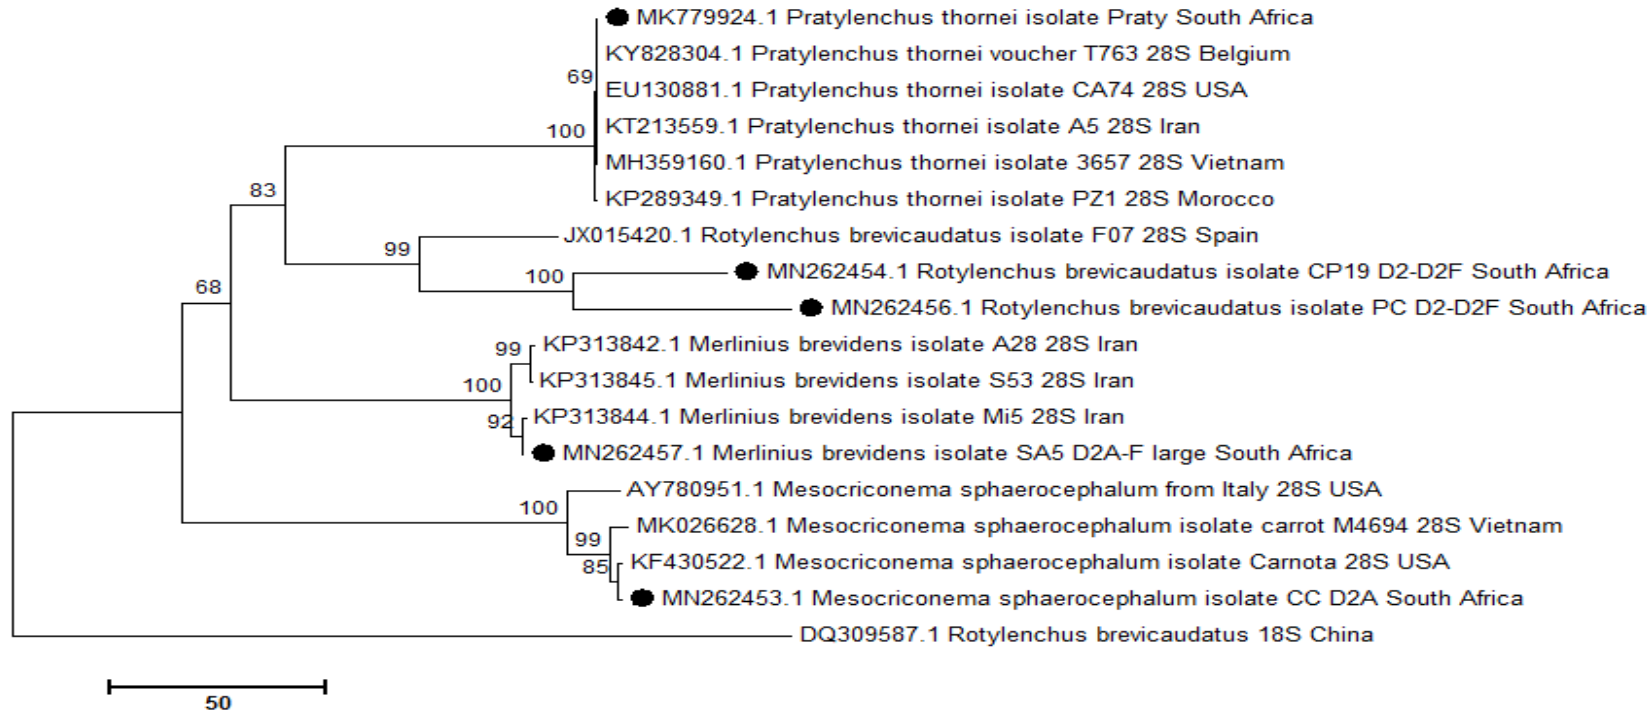 MK779924.1 Pratylenchus thornei isolate Praty South Africa
KY828304.1 Pratylenchus thornei voucher T763 28S Belgium
69
EU130881.1 Pratylenchus thornei isolate CA74 28S USA
100
KT213559.1 Pratylenchus thornei isolate A5 28S Iran
MH359160.1 Pratylenchus thornei isolate 3657 28S Vietnam
83
KP289349.1 Pratylenchus thornei isolate PZ1 28S Morocco
JX015420.1 Rotylenchus brevicaudatus isolate F07 28S Spain
99
MN262454.1 Rotylenchus brevicaudatus isolate CP19 D2-D2F South Africa
100
68
MN262456.1 Rotylenchus brevicaudatus isolate PC D2-D2F South Africa
KP313842.1 Merlinius brevidens isolate A28 28S Iran
99
KP313845.1 Merlinius brevidens isolate S53 28S Iran
100
KP313844.1 Merlinius brevidens isolate Mi5 28S Iran
92
MN262457.1 Merlinius brevidens isolate SA5 D2A-F large South Africa
AY780951.1 Mesocriconema sphaerocephalum from Italy 28S USA
100
MK026628.1 Mesocriconema sphaerocephalum isolate carrot M4694 28S Vietnam
99
KF430522.1 Mesocriconema sphaerocephalum isolate Carnota 28S USA
85
MN262453.1 Mesocriconema sphaerocephalum isolate CC D2A South Africa
DQ309587.1 Rotylenchus brevicaudatus 18S China
50